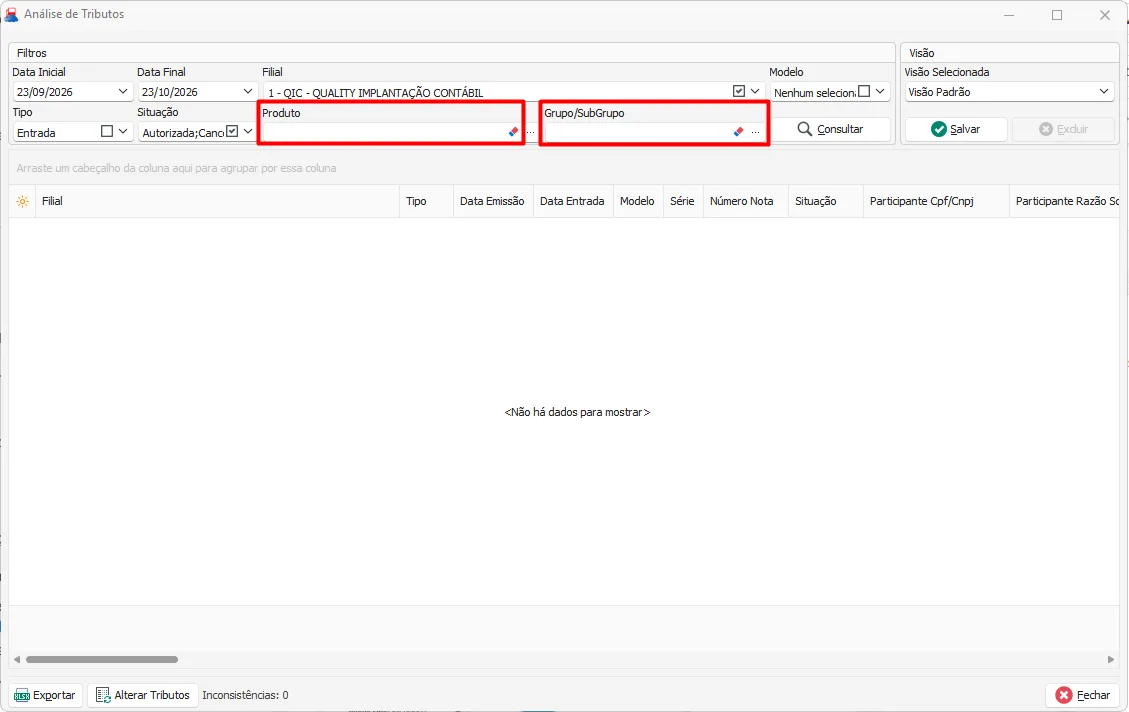 Análise de Tributos
Filtros
Visão
Data Inicial
Data Final
Filial
Modelo
Visão Selecionada
23/09/2026
23/10/2026
1 - QIC - QUALITY IMPLANTAÇÃO CONTÁBIL
Nenhum seleciona
Visão Padrão
Tipo
Situação
Produto
Grupo/SubGrupo
Entrada
Autorizada;Canc
...
...
Consultar
Salvar
Excluir
Arraste um cabeçalho da coluna aqui para agrupar por essa coluna
Filial
Tipo
Data Emissão
Data Entrada
Modelo
Série
Número Nota
Situação
Participante Cpf/Cnpj
Participante Razão So
<Não há dados para mostrar>
XLSX
Exportar
Alterar Tributos
Inconsistências: 0
Fechar